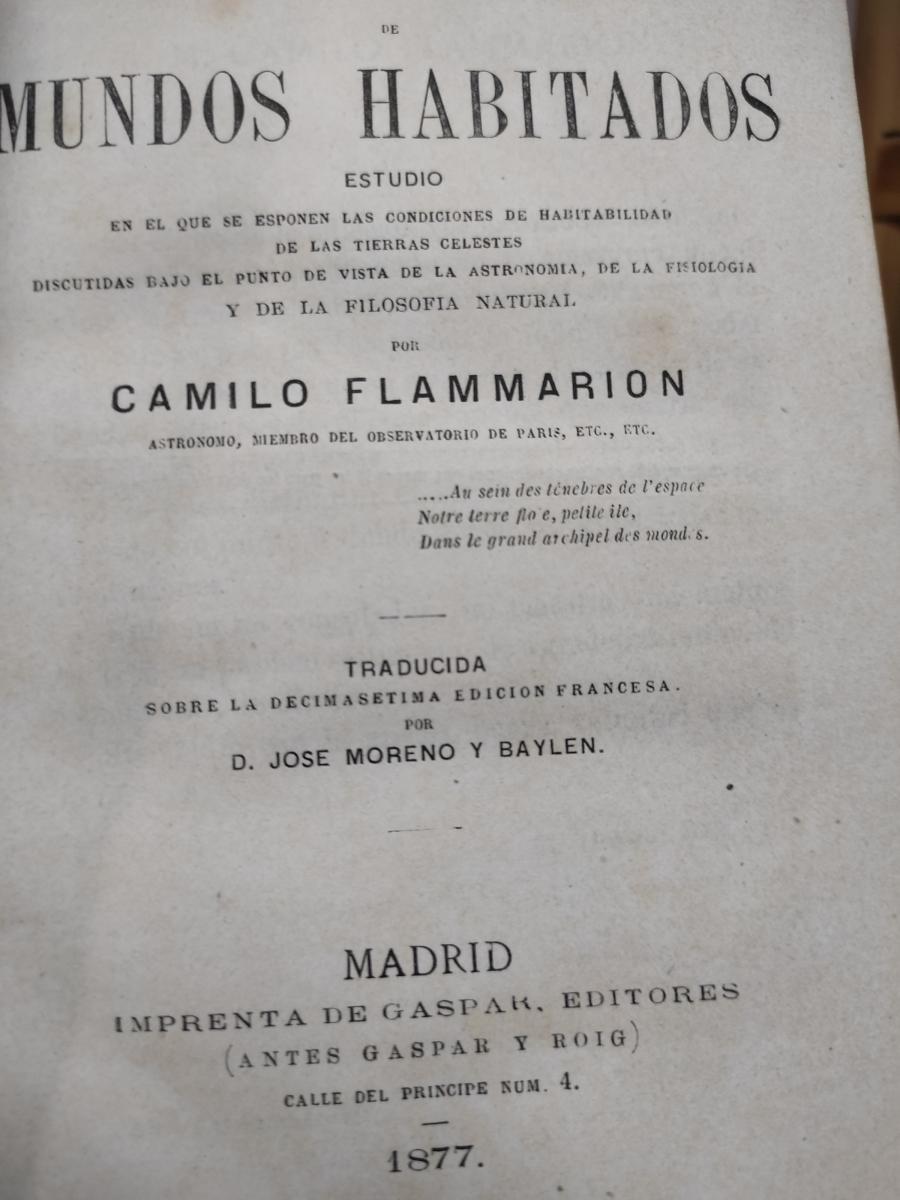 DE
MUNDOS HABITADOS
ESTUDIO
EN EL QUE SE ESPONEN LAS CONDICIONES DE HABITABILIDAD
DE LAS TIERRAS CELESTES
DISCUTIDAS BAJO EL PUNTO DE VISTA DE LA ASTRONOMIA, DE LA FISIOLOGIA
Y DE LA FILOSOFIA NATURAL
POR
CAMILO FLAMMARION
ASTRONOMO, MIEMBRO DEL OBSERVATORIO DE PARIS, ETC., ETC.
.....Au sein des ténebres de l'espace
Notre terre flo e, petite ile,
Dans le grand archipel des mondes.
TRADUCIDA
SOBRE LA DECIMASETIMA EDICION FRANCESA.
POR
D. JOSE MORENO Y BAYLEN.
MADRID
IMPRENTA DE GASPAR, EDITORES
(ANTES GASPAR Y ROIG)
CALLE DEL PRINCIPE NUM. 4.
1877.